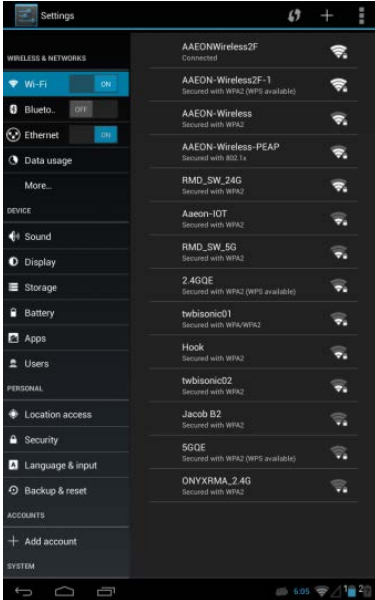 Settings
WIRELESS & NETWORKS
Wi-Fi ON
Blueto.. OFF
Ethernet ON
Data usage
More...
DEVICE
Sound
Display
Storage
Battery
Apps
Users
PERSONAL
Location access
Security
A Language & input
Backup & reset
ACCOUNTS
Add account
SYSTEM
AAEONWireless2F
Connected
AAEON-Wireless2F-1
Secured with WPA2 (WPS available)
AAEON-Wireless
Secured with WPA2
AAEON-Wireless-PEAP
Secured with 802.1x
RMD_SW_24G
Secured with WPA2
Aaeon-IOT
Secured with WPA2
RMD_SW_5G
Secured with WPA2
2.4GQE
Secured with WPA2 (WPS available)
twbisonic01
Secured with WPA/WPA2
Hook
Secured with WPA2
twbisonic02
Secured with WPA2
Jacob B2
Secured with WPA2
5GQE
Secured with WPA2 (WPS available)
ONYXRMA_2.4G
Secured with WPA2
6:05 1 2